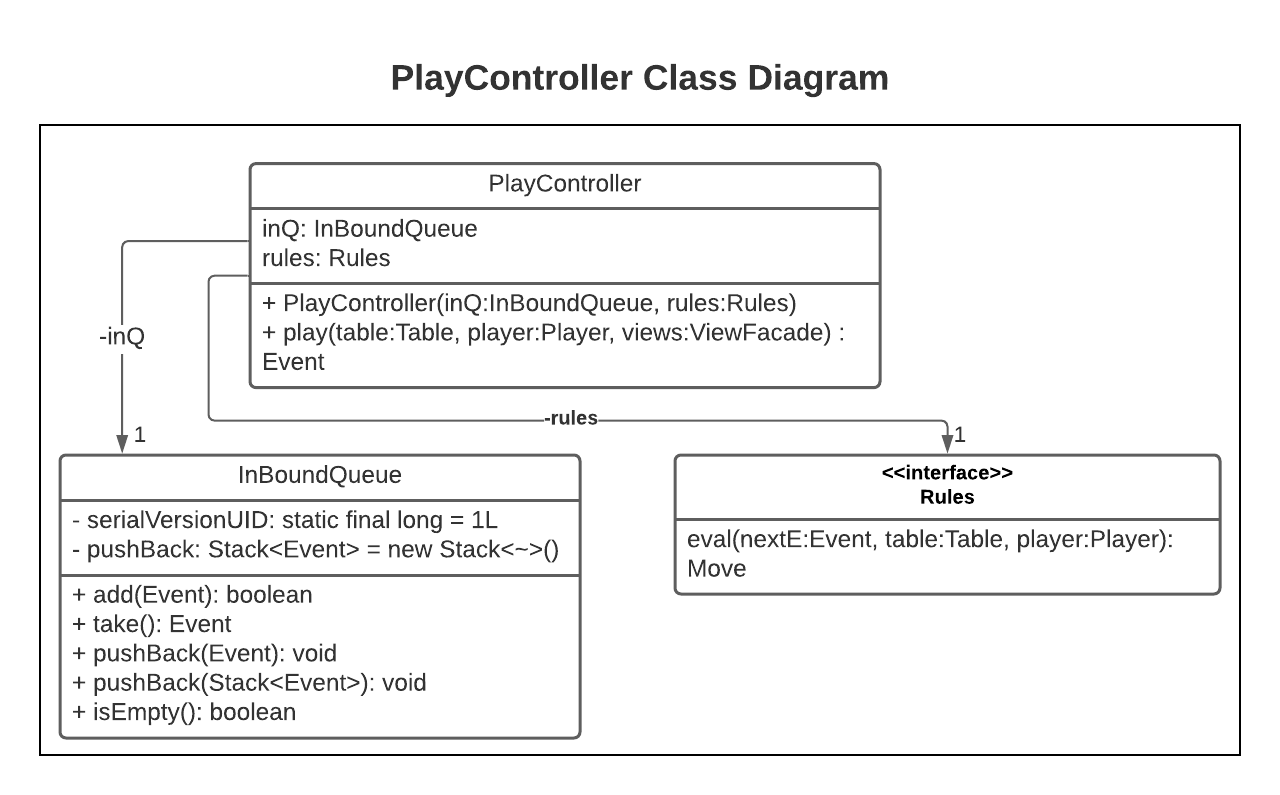 PlayController Class Diagram
PlayController
inQ: InBoundQueue
rules: Rules
+ PlayController(inQ:InBoundQueue, rules:Rules)
+ play(table:Table, player:Player, views:ViewFacade) :
Event
-inQ
-rules
1
1
InBoundQueue
- serialVersionUID: static final long = 1L
- pushBack: Stack<Event> = new Stack<~>()
+ add(Event): boolean
+ take(): Event
+ pushBack(Event): void
+ pushBack(Stack<Event>): void
+ isEmpty(): boolean
<<interface>>
Rules
eval(nextE:Event, table:Table, player:Player):
Move